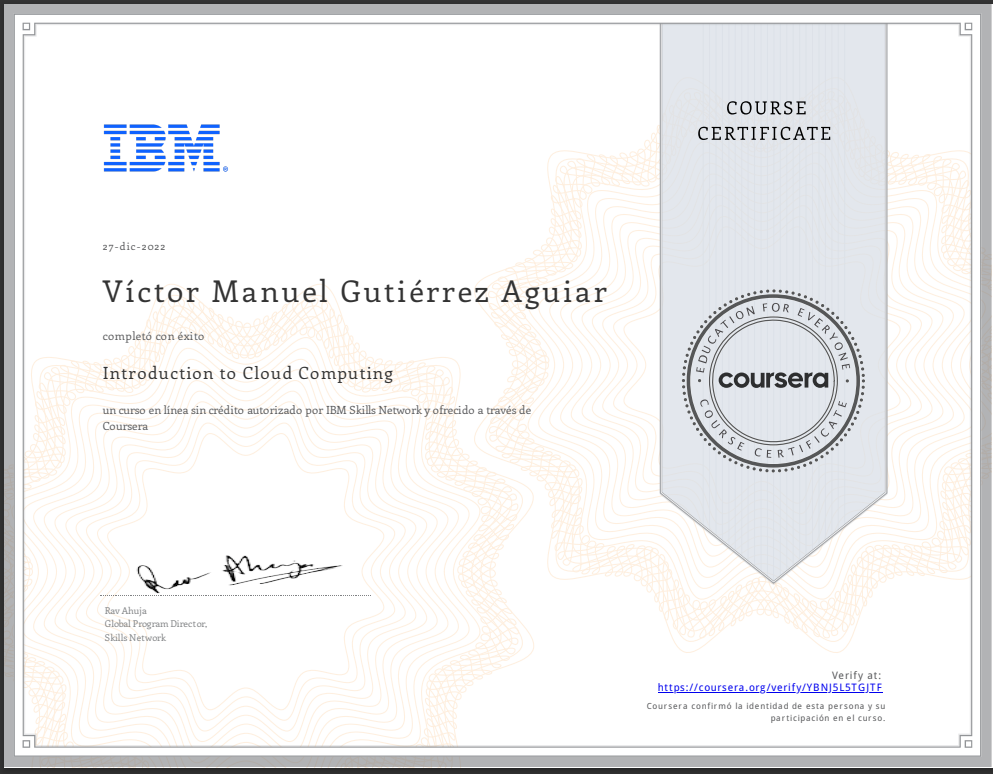 COURSE
CERTIFICATE
IBM®
27-dic-2022
Víctor Manuel Gutiérrez Aguiar
completó con éxito
Introduction to Cloud Computing
un curso en línea sin crédito autorizado por IBM Skills Network y ofrecido a través de
Coursera
• EDUCATION FOR EVERYONE •
coursera
COURSE CERTIFICATE
Rav Ahuja
Rav Ahuja
Global Program Director,
Skills Network
Verify at:
https://coursera.org/verify/YBNJ5L5TGJTF
Coursera confirmó la identidad de esta persona y su
participación en el curso.